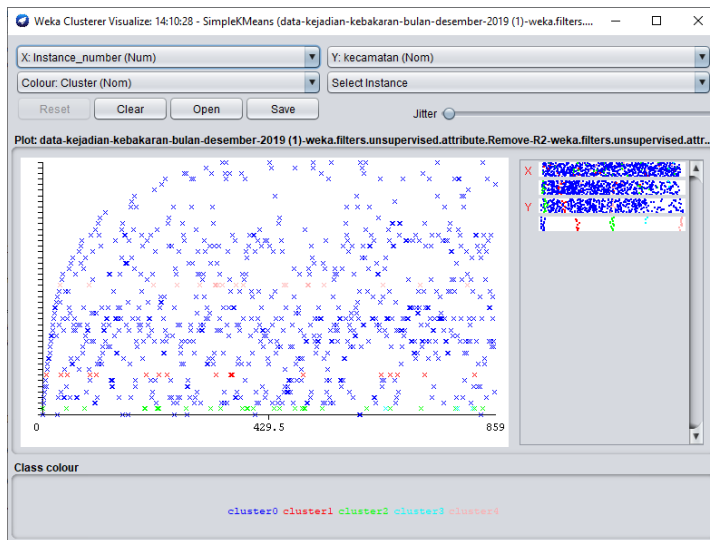 Weka Clusterer Visualize: 14:10:28 - SimpleKMeans (data-kejadian-kebakaran-bulan-desember-2019 (1)-weka.filters....
X: Instance_number (Num)
Y: kecamatan (Nom)
Colour: Cluster (Nom)
Select Instance
Reset
Clear
Open
Save
Jitter
Plot: data-kejadian-kebakaran-bulan-desember-2019 (1)-weka.filters.unsupervised.attribute.Remove-R2-weka.filters.unsupervised.attr...
X
Y
0
429.5
859
Class colour
cluster0 cluster1 cluster2 cluster3 cluster4